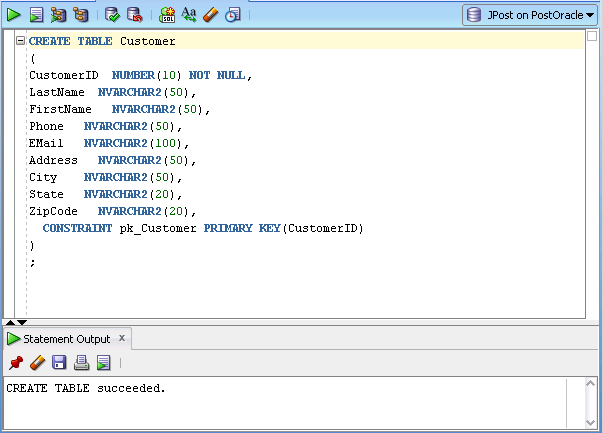 JPost on PostOracle
CREATE TABLE Customer
(
CustomerID NUMBER(10) NOT NULL,
LastName NVARCHAR2(50),
FirstName NVARCHAR2(50),
Phone NVARCHAR2(50),
EMail NVARCHAR2(100),
Address NVARCHAR2(50),
City NVARCHAR2(50),
State NVARCHAR2(20),
ZipCode NVARCHAR2(20),
CONSTRAINT pk_Customer PRIMARY KEY(CustomerID)
)
;
Statement Output x
CREATE TABLE succeeded.